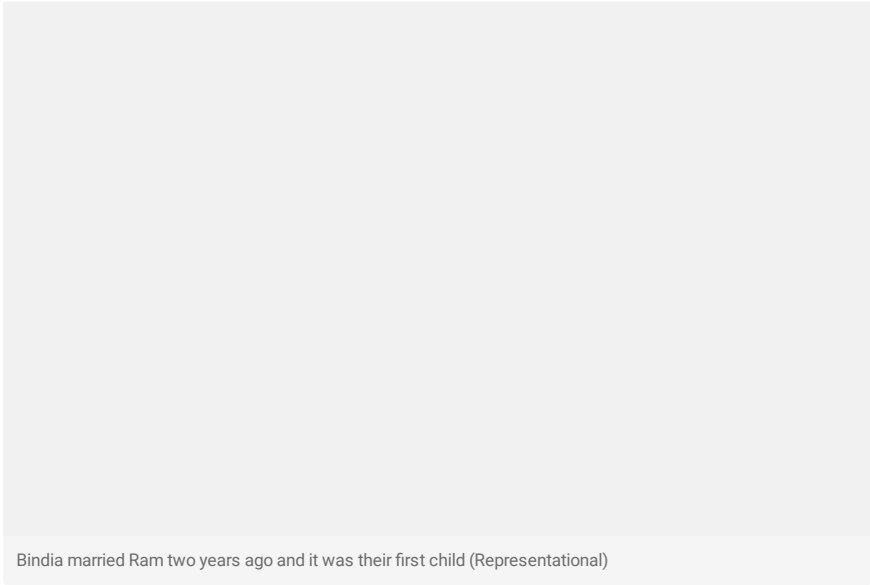 Bindia married Ram two years ago and it was their first child (Representational)